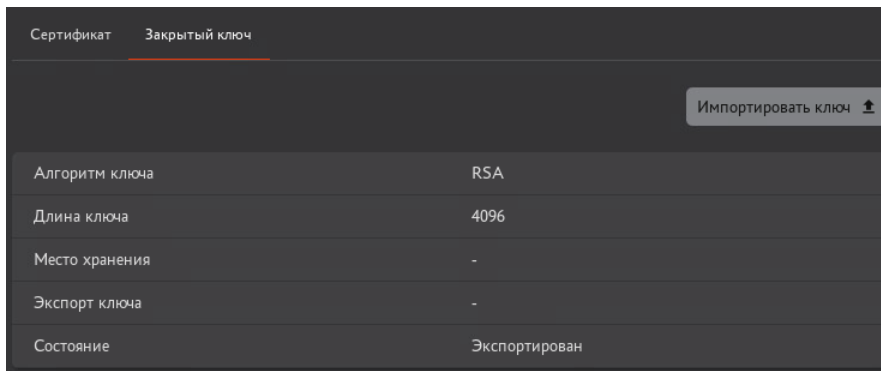 Сертификат Закрытый ключ
Импортировать ключ
Алгоритм ключа RSA
Длина ключа 4096
Место хранения -
Экспорт ключа -
Состояние Экспортирован